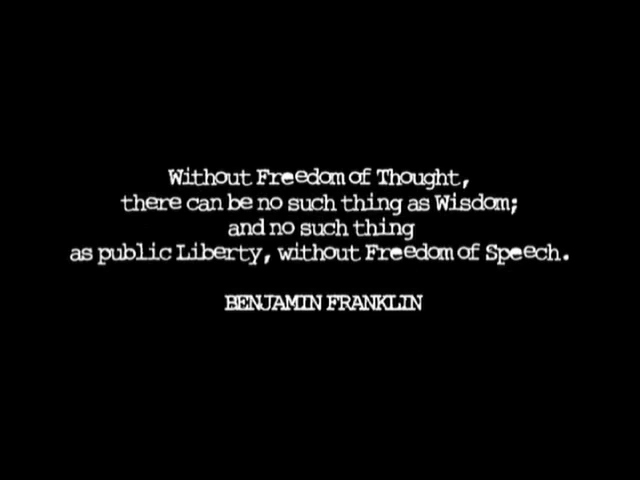 Without Freedom of Thought,
there can be no such thing as Wisdom;
and no such thing
as public Liberty, without Freedom of Speech.
BENJAMIN FRANKLIN